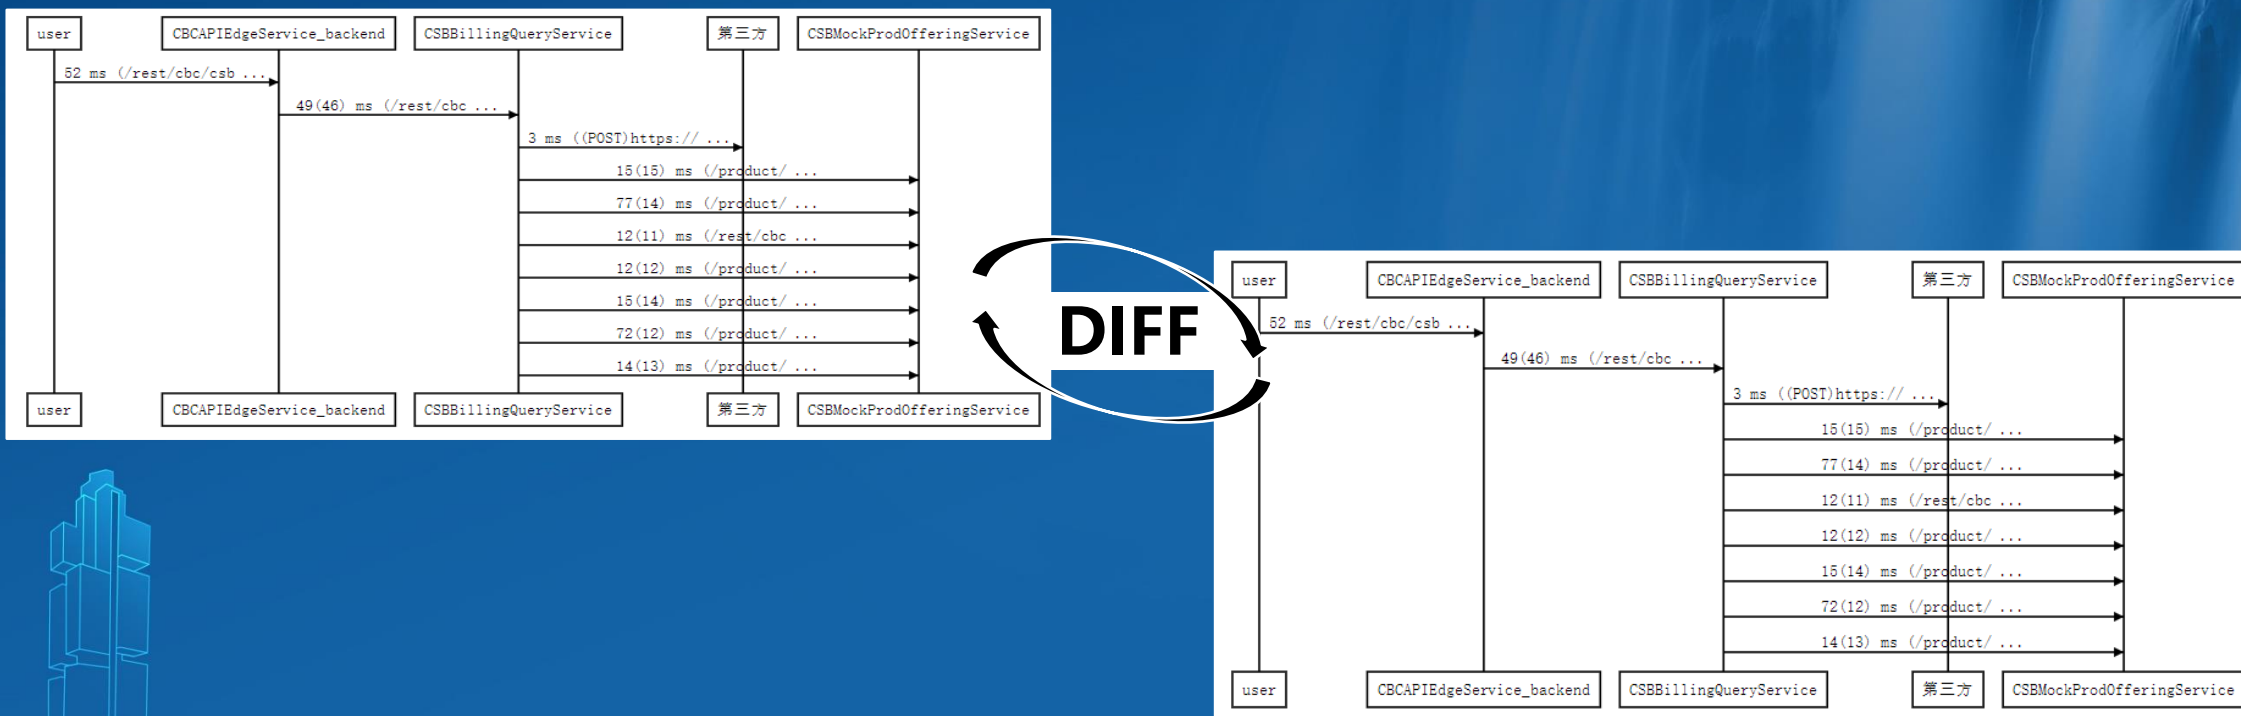 user CBCAPIEdgeService_backend CSBBillingQueryService 第三方 CSBMockProdOfferingService
52 ms (/rest/cbc/csb ...
49(46) ms (/rest/cbc ...
3 ms ((POST)https:// ...
15(15) ms (/product/ ...
77(14) ms (/product/ ...
12(11) ms (/rest/cbc ...
12(12) ms (/product/ ...
15(14) ms (/product/ ...
72(12) ms (/product/ ...
14(13) ms (/product/ ...
user CBCAPIEdgeService_backend CSBBillingQueryService 第三方 CSBMockProdOfferingService
DIFF
user CBCAPIEdgeService_backend CSBBillingQueryService 第三方 CSBMockProdOfferingService
52 ms (/rest/cbc/csb ...
49(46) ms (/rest/cbc ...
3 ms ((POST)https:// ...
15(15) ms (/product/ ...
77(14) ms (/product/ ...
12(11) ms (/rest/cbc ...
12(12) ms (/product/ ...
15(14) ms (/product/ ...
72(12) ms (/product/ ...
14(13) ms (/product/ ...
user CBCAPIEdgeService_backend CSBBillingQueryService 第三方 CSBMockProdOfferingService